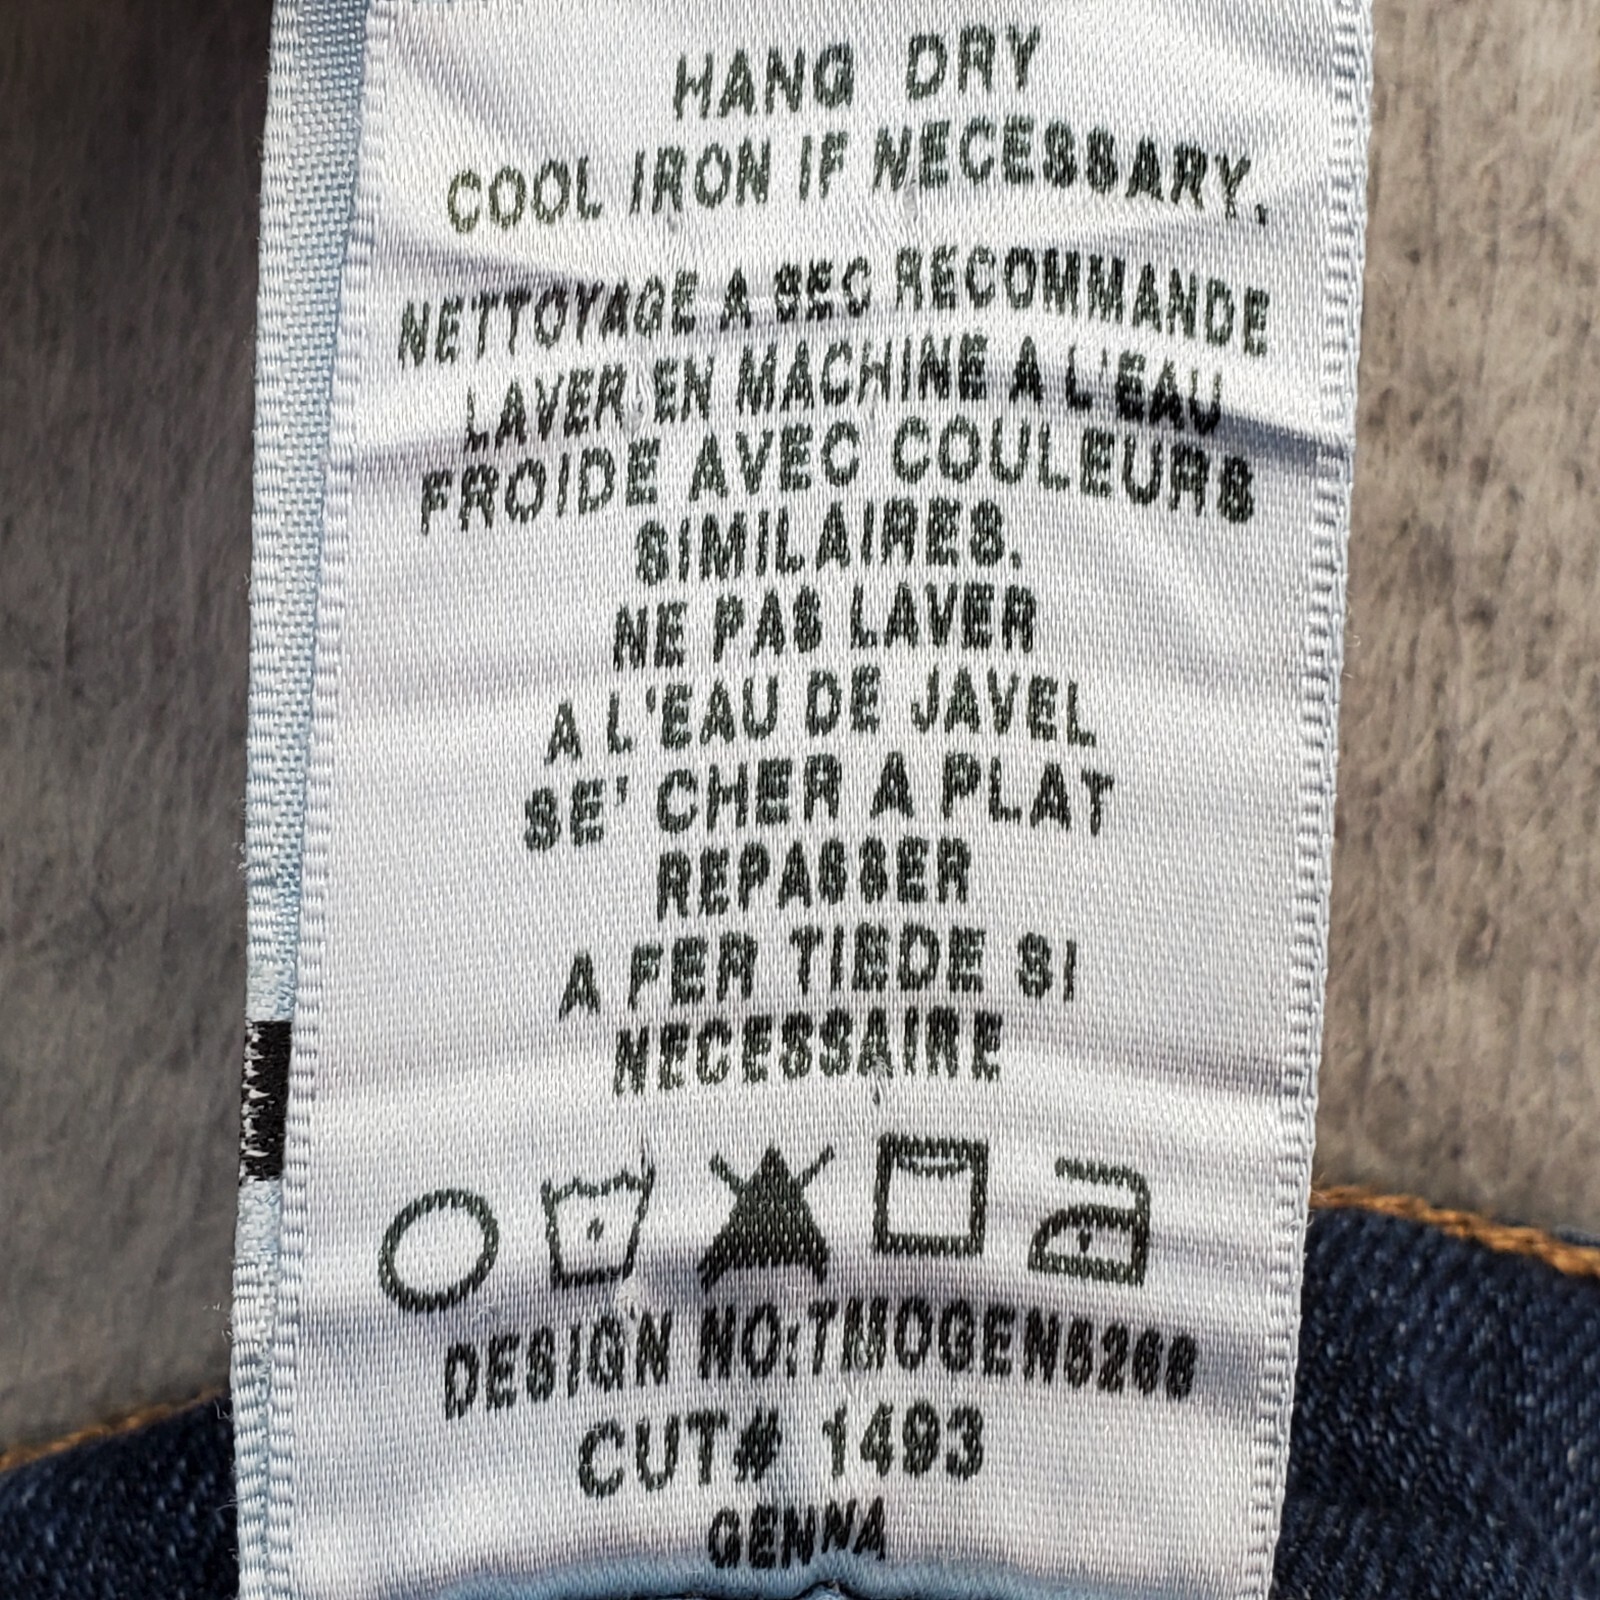 HANG DRY
COOL IRON IF NECESSARY.
NETTOYAGE A SEC RECOMMANDE
LAVER EN MACHINE A L'EAU
FROIDE AVEC COULEURS
SIMILAIRES.
NE PAS LAVER
A L'EAU DE JAVEL
SE' CHER A PLAT
REPASSER
A FER TIEDE SI
NECESSAIRE
DESIGN NO:TMOGEN5268
CUT# 1493
GENNA